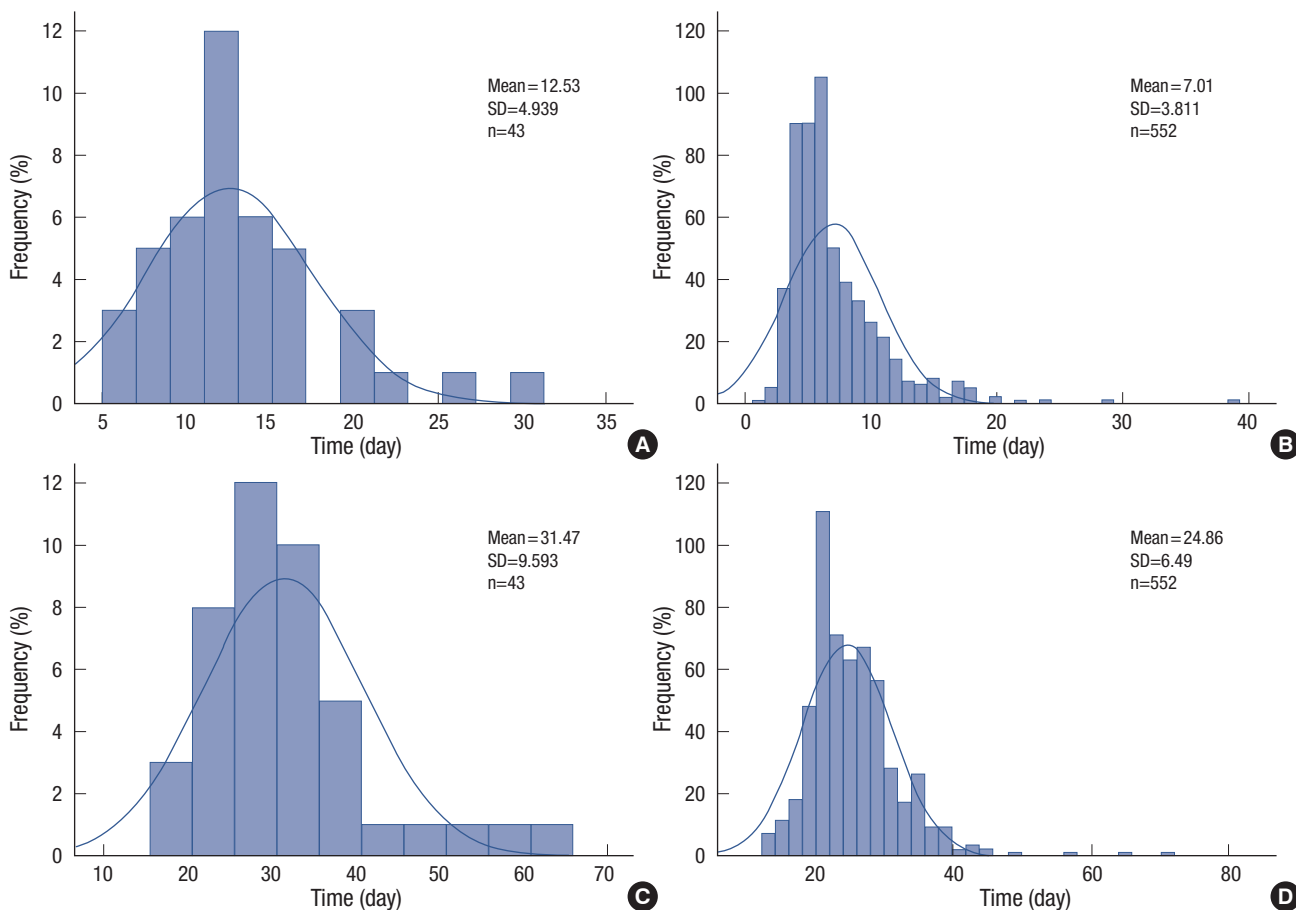 Frequency (%)
12
10
8
6
4
2
0
Mean=12.53
SD=4.939
n=43
5 10 15 20 25 30 35
Time (day)
A
Frequency (%)
120
100
80
60
40
20
0
Mean=7.01
SD=3.811
n=552
0 10 20 30 40
Time (day)
B
Frequency (%)
12
10
8
6
4
2
0
Mean=31.47
SD=9.593
n=43
10 20 30 40 50 60 70
Time (day)
C
Frequency (%)
120
100
80
60
40
20
0
Mean=24.86
SD=6.49
n=552
20 40 60 80
Time (day)
D